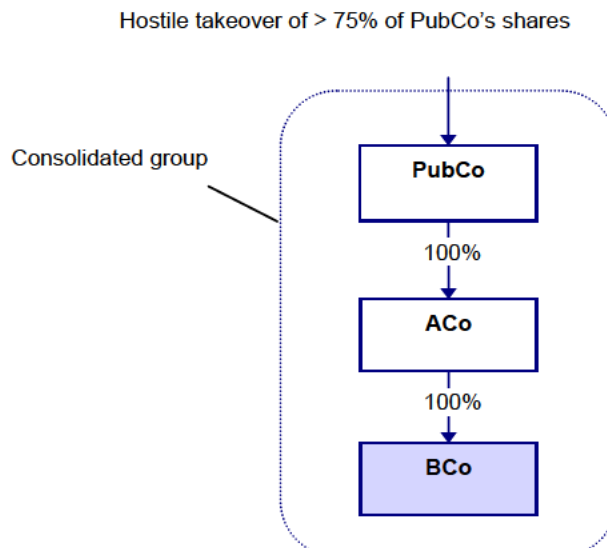 Hostile takeover of > 75% of PubCo's shares
Consolidated group
PubCo
100%
ACo
100%
BCo